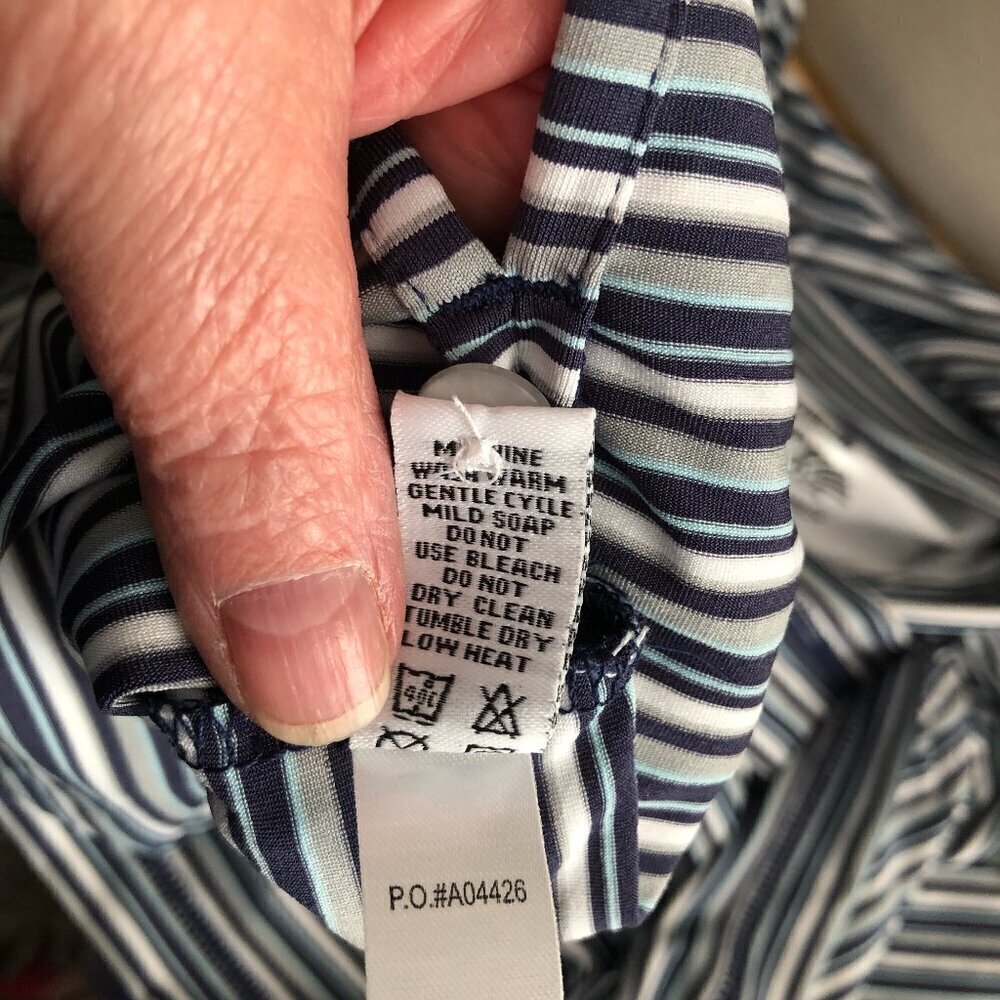 MACHINE
WASH WARM
GENTLE CYCLE
MILD SOAP
DO NOT
USE BLEACH
DO NOT
DRY CLEAN
TUMBLE DRY
LOW HEAT
40c
P.O.#A04426